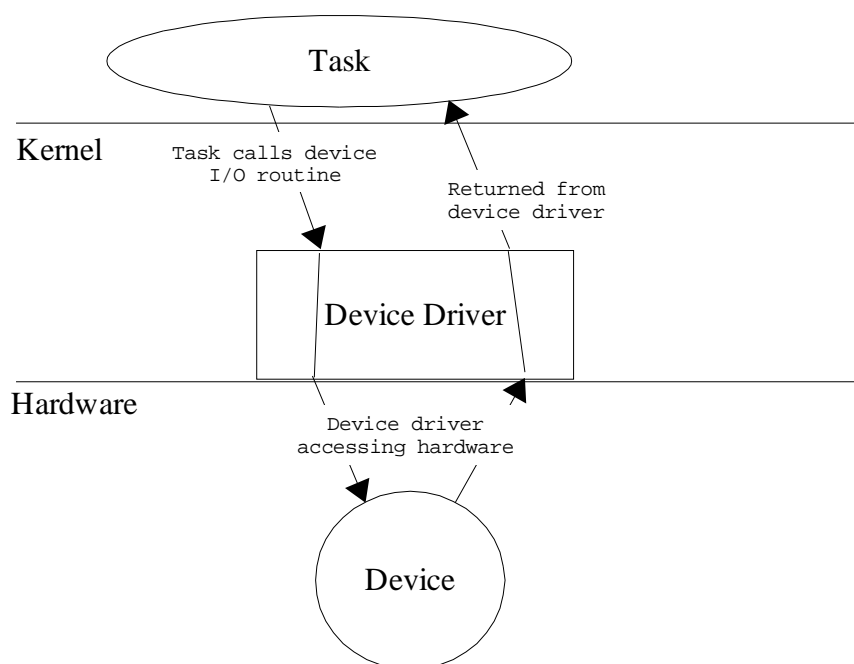 Task
Kernel
Task calls device
I/O routine
Returned from
device driver
Device Driver
Hardware
Device driver
accessing hardware
Device